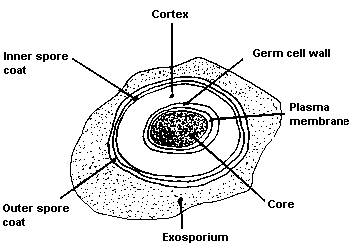 Cortex
Inner spore
coat
Germ cell wall
Plasma
membrane
Core
Outer spore
coat
Exosporium